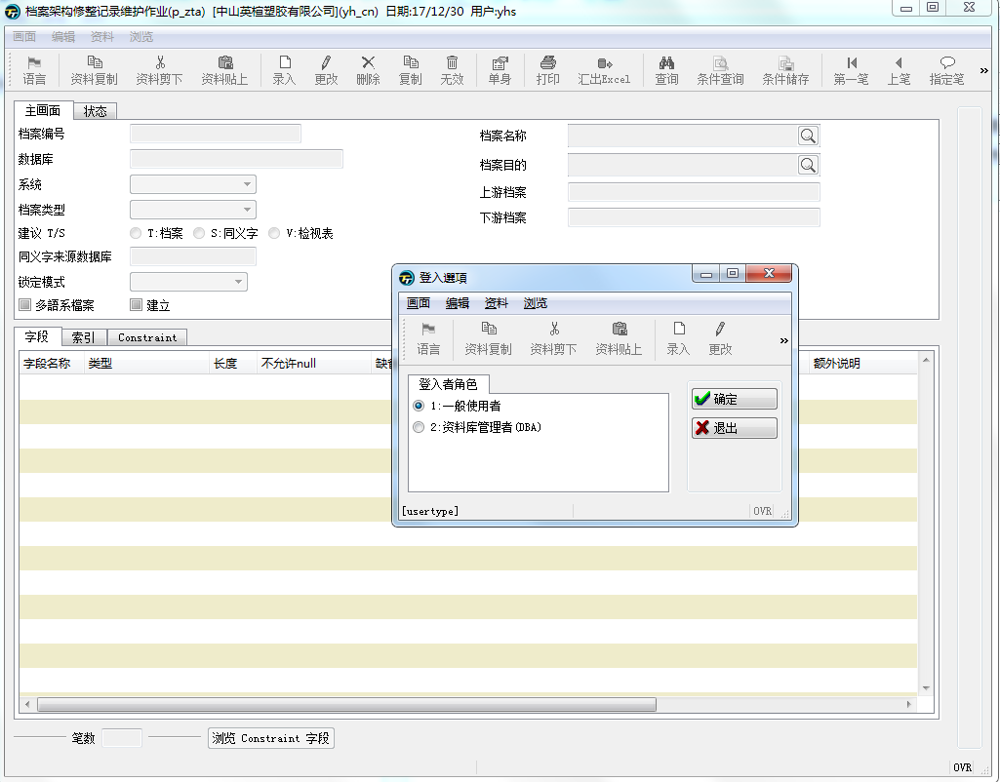 档案架构修整记录维护作业(p_zta) [中山英楦塑胶有限公司](yh_cn) 日期:17/12/30 用户:yhs
画面 编辑 资料 浏览
语言 资料复制 资料剪下 资料贴上 录入 更改 删除 复制 无效 单身 打印 汇出Excel 查询 条件查询 条件储存 第一笔 上笔 指定笔 »
主画面 状态
档案编号 档案名称
数据库 档案目的
系统 上游档案
档案类型 下游档案
建议 T/S T:档案 S:同义字 V:检视表
同义字来源数据库
锁定模式
多語系檔案 建立
字段 索引 Constraint
字段名称 类型 长度 不允许null 额外说明
登入選項
画面 编辑 资料 浏览
语言 资料复制 资料剪下 资料贴上 录入 更改 »
登入者角色
1:一般使用者
2:资料库管理者(DBA)
确定
退出
[usertype] OVR
笔数 浏览 Constraint 字段
OVR